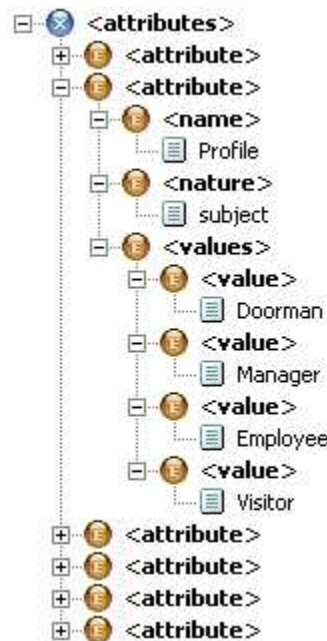 <attributes>
<attribute>
<attribute>
<name>
Profile
<nature>
subject
<values>
<value>
Doorman
<value>
Manager
<value>
Employee
<value>
Visitor
<attribute>
<attribute>
<attribute>
<attribute>